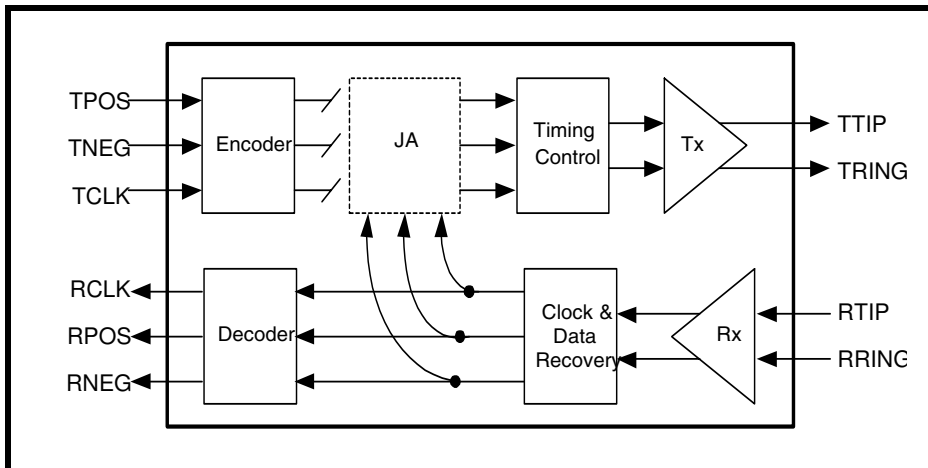 TPOS
TNEG
TCLK
Encoder
JA
Timing
Control
Tx
TTIP
TRING
RCLK
RPOS
RNEG
Decoder
Clock &
Data
Recovery
Rx
RTIP
RRING